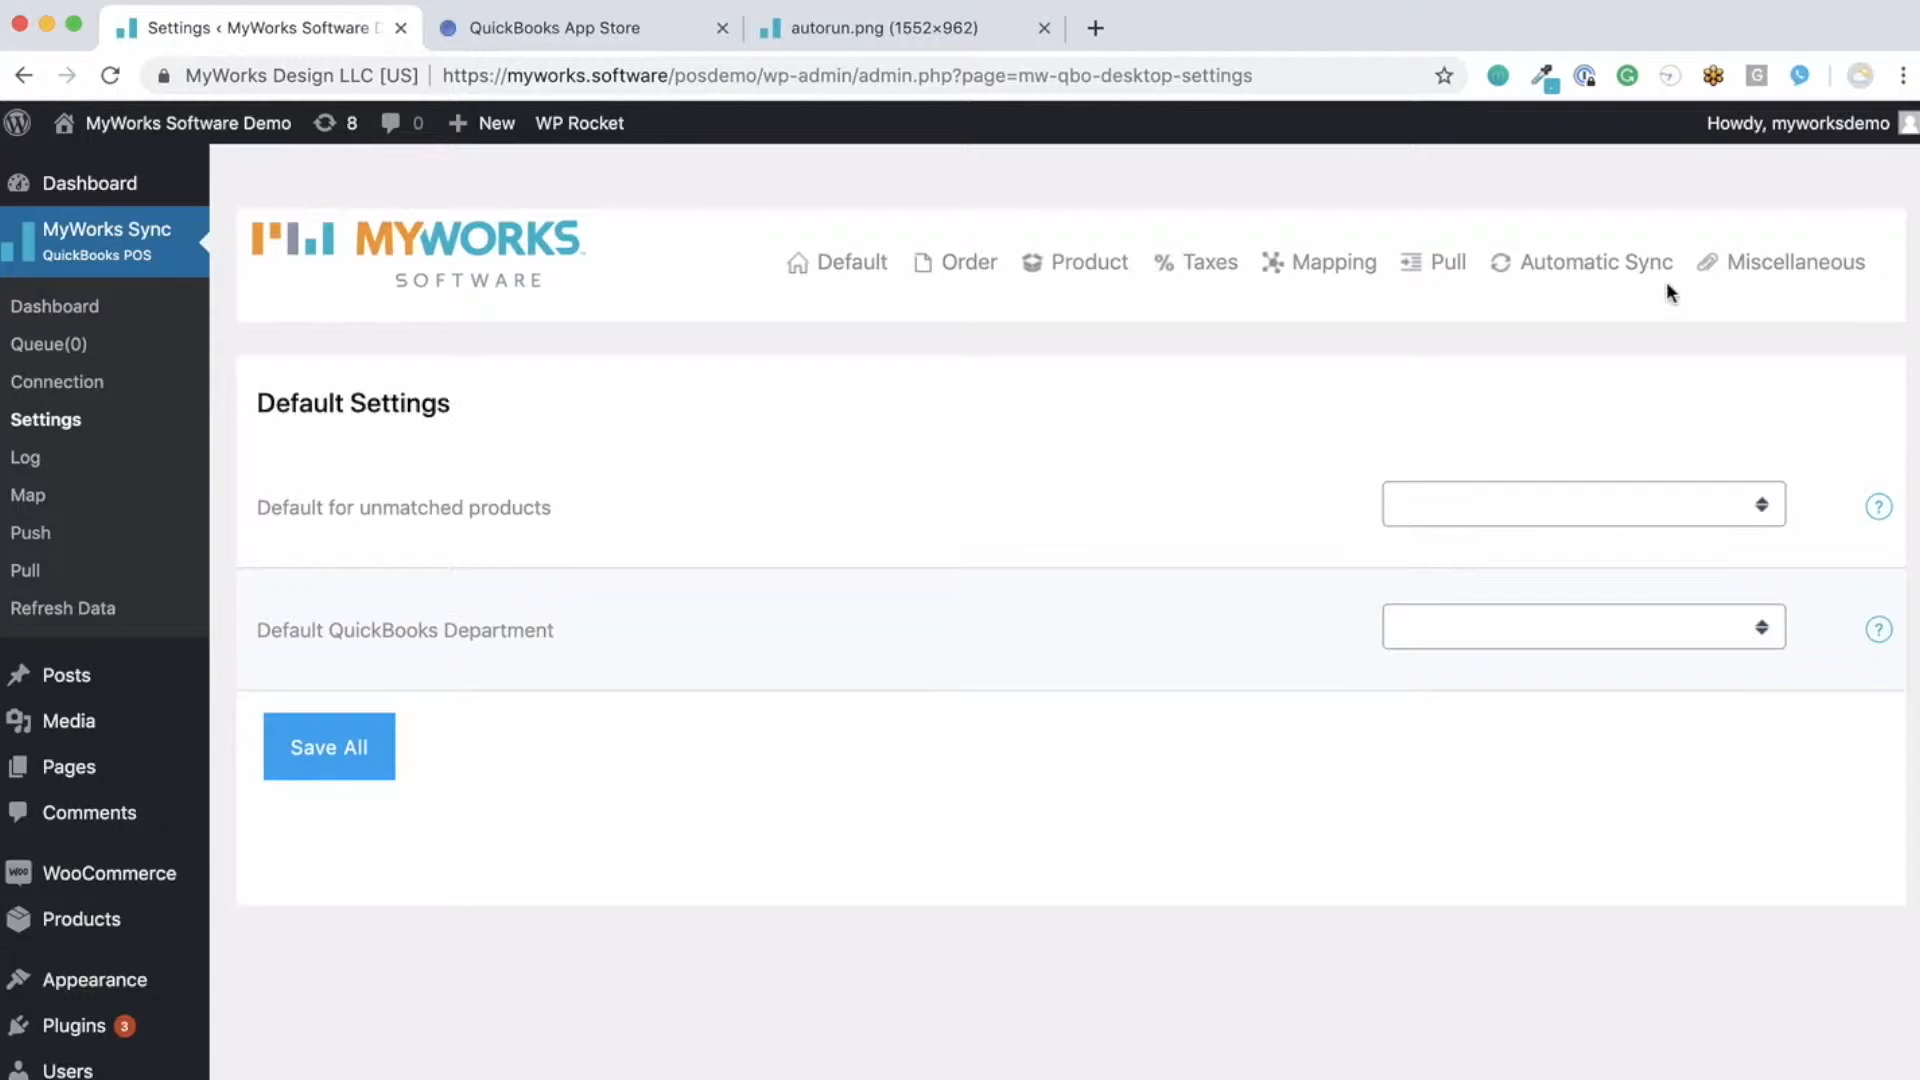 Settings ‹ MyWorks Software D
QuickBooks App Store
autorun.png (1552×962)
MyWorks Design LLC [US]
https://myworks.software/posdemo/wp-admin/admin.php?page=mw-qbo-desktop-settings
MyWorks Software Demo
8
0
New
WP Rocket
Howdy, myworksdemo
Dashboard
MyWorks Sync
QuickBooks POS
Dashboard
Queue(0)
Connection
Settings
Log
Map
Push
Pull
Refresh Data
Posts
Media
Pages
Comments
WooCommerce
Products
Appearance
Plugins 3
Users
MYWORKS
SOFTWARE
Default
Order
Product
% Taxes
Mapping
Pull
Automatic Sync
Miscellaneous
Default Settings
Default for unmatched products
?
Default QuickBooks Department
?
Save All